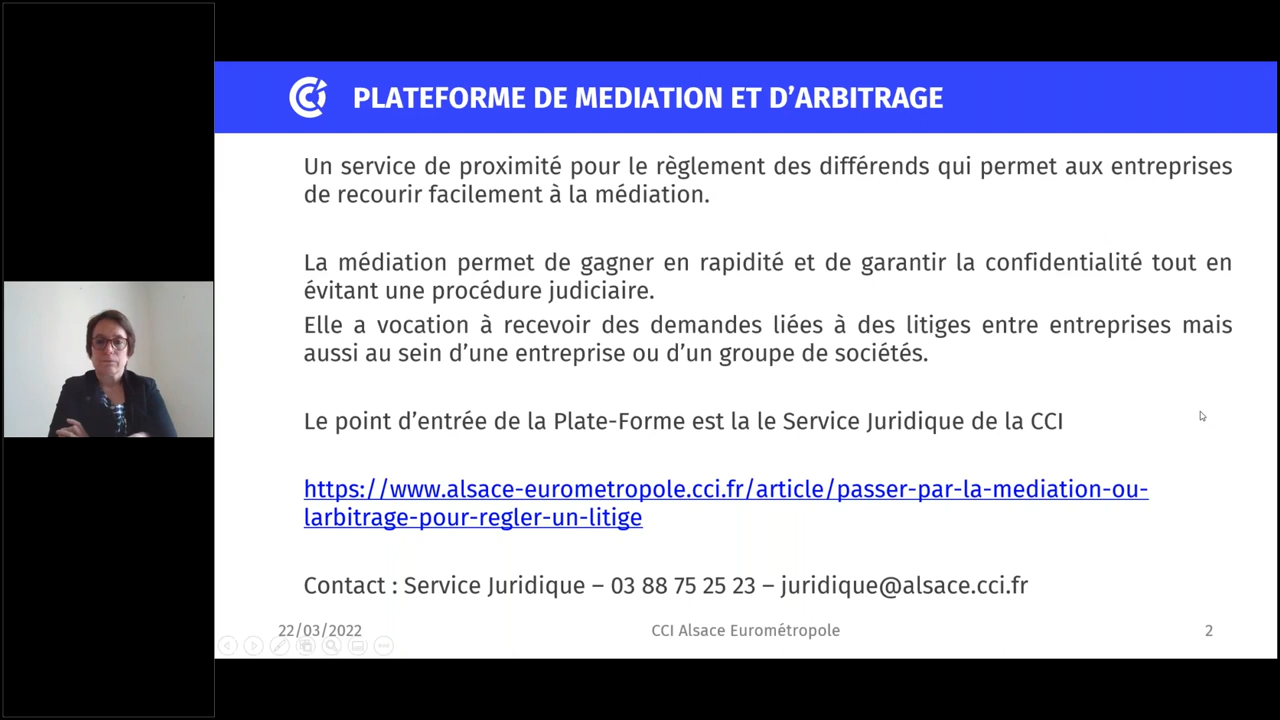 PLATEFORME DE MEDIATION ET D’ARBITRAGE
Un service de proximité pour le règlement des différends qui permet aux entreprises
de recourir facilement à la médiation.
La médiation permet de gagner en rapidité et de garantir la confidentialité tout en
évitant une procédure judiciaire.
Elle a vocation à recevoir des demandes liées à des litiges entre entreprises mais
aussi au sein d’une entreprise ou d’un groupe de sociétés.
Le point d’entrée de la Plate-Forme est la le Service Juridique de la CCI
https://www.alsace-eurometropole.cci.fr/article/passer-par-la-mediation-ou-
larbitrage-pour-regler-un-litige
Contact : Service Juridique – 03 88 75 25 23 – juridique@alsace.cci.fr
22/03/2022 CCI Alsace Eurométropole 2